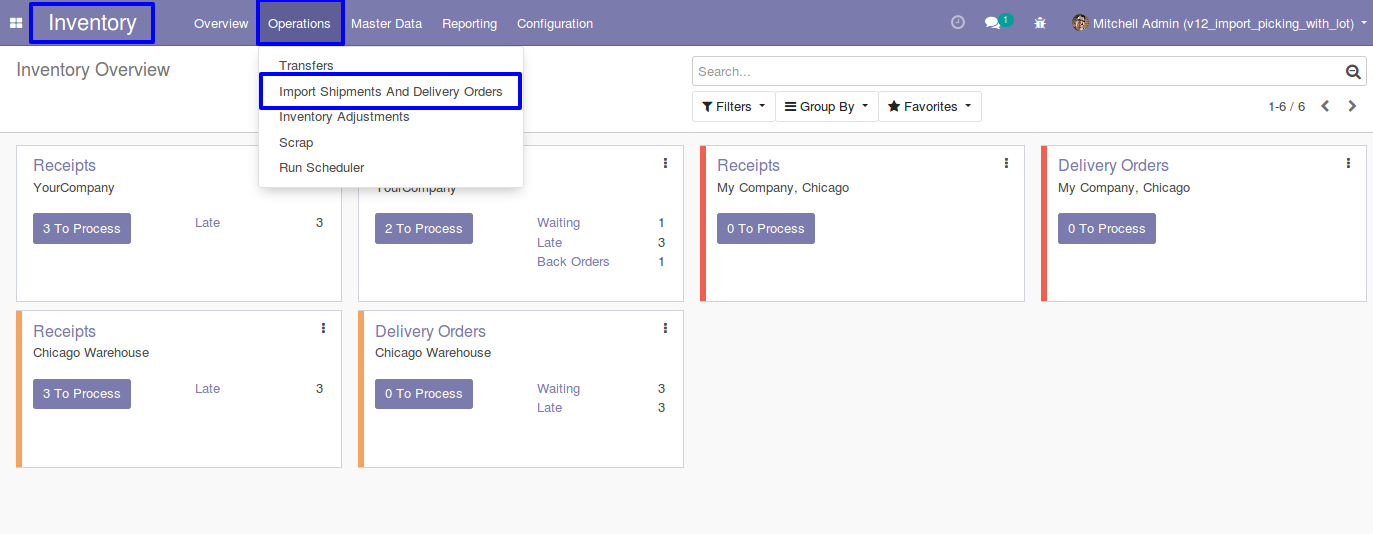 Inventory Overview Operations Master Data Reporting Configuration 1 Mitchell Admin (v12_import_picking_with_lot)
Inventory Overview
Search...
Transfers
Import Shipments And Delivery Orders
Inventory Adjustments
Scrap
Run Scheduler
Filters Group By Favorites 1-6 / 6
Receipts
YourCompany
3 To Process Late 3
YourCompany
2 To Process Waiting 1
Late 3
Back Orders 1
Receipts
My Company, Chicago
0 To Process
Delivery Orders
My Company, Chicago
0 To Process
Receipts
Chicago Warehouse
3 To Process Late 3
Delivery Orders
Chicago Warehouse
0 To Process Waiting 3
Late 3